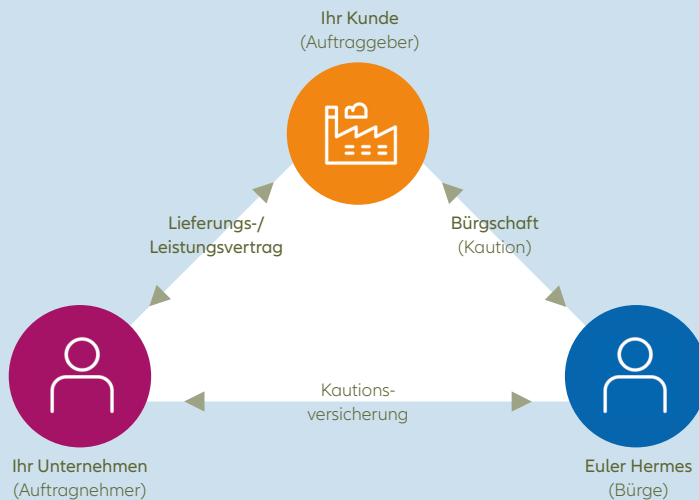 Ihr Kunde
(Auftraggeber)
Lieferungs-/
Leistungsvertrag
Bürgschaft
(Kaution)
Kautions-
versicherung
Ihr Unternehmen
(Auftragnehmer)
Euler Hermes
(Bürge)